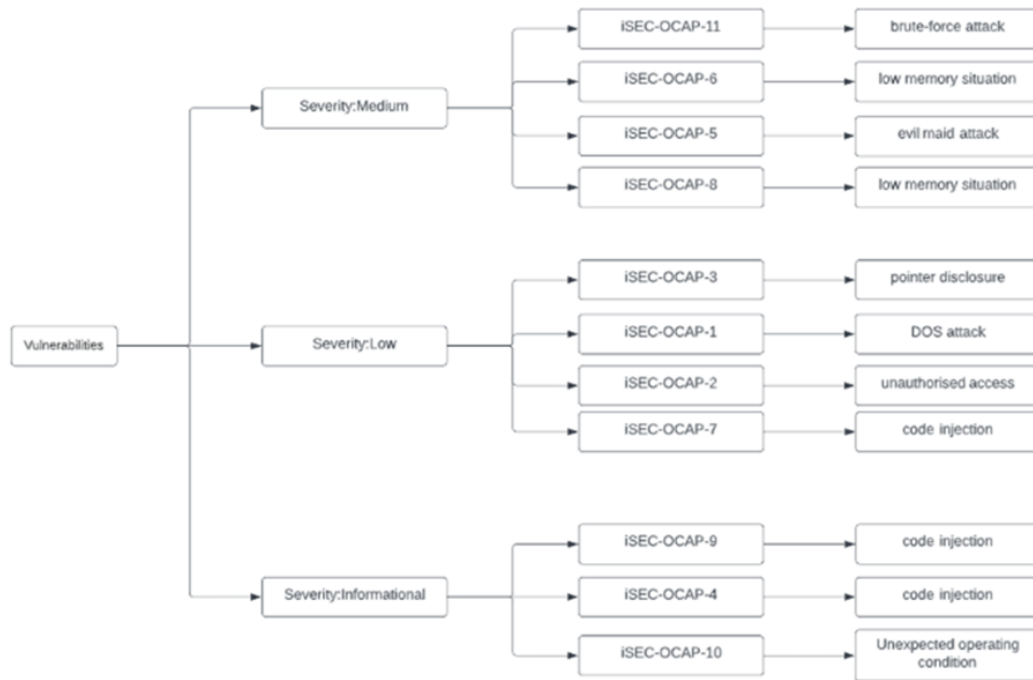 Vulnerabilities
Severity:Medium
iSEC-OCAP-11
brute-force attack
iSEC-OCAP-6
low memory situation
iSEC-OCAP-5
evil maid attack
iSEC-OCAP-8
low memory situation
Severity:Low
iSEC-OCAP-3
pointer disclosure
iSEC-OCAP-1
DOS attack
iSEC-OCAP-2
unauthorised access
iSEC-OCAP-7
code injection
Severity:Informational
iSEC-OCAP-9
code injection
iSEC-OCAP-4
code injection
iSEC-OCAP-10
Unexpected operating
condition